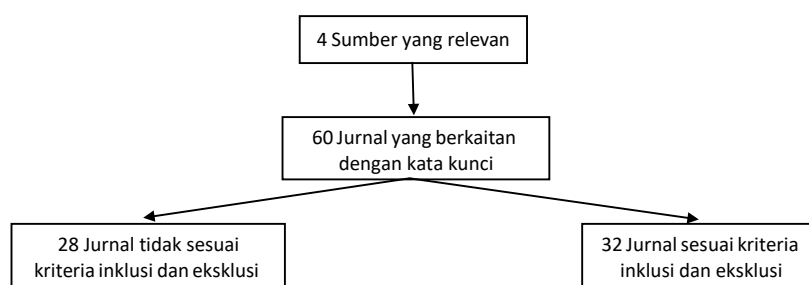 4 Sumber yang relevan
60 Jurnal yang berkaitan
dengan kata kunci
28 Jurnal tidak sesuai
kriteria inklusi dan eksklusi
32 Jurnal sesuai kriteria
inklusi dan eksklusi